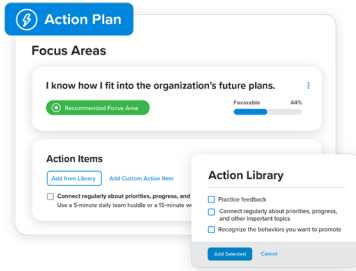 Action Plan
Focus Areas
I know how I fit into the organization's future plans.
Recommended Focus Area
Favorable 44%
Action Items
Add from Library Add Custom Action Item
Connect regularly about priorities, progress, and
Use a 5-minute daily team huddle or a 15-minute
Action Library
Practice feedback
Connect regularly about priorities, progress,
and other important topics
Recognize the behaviors you want to promote
Add Selected Cancel